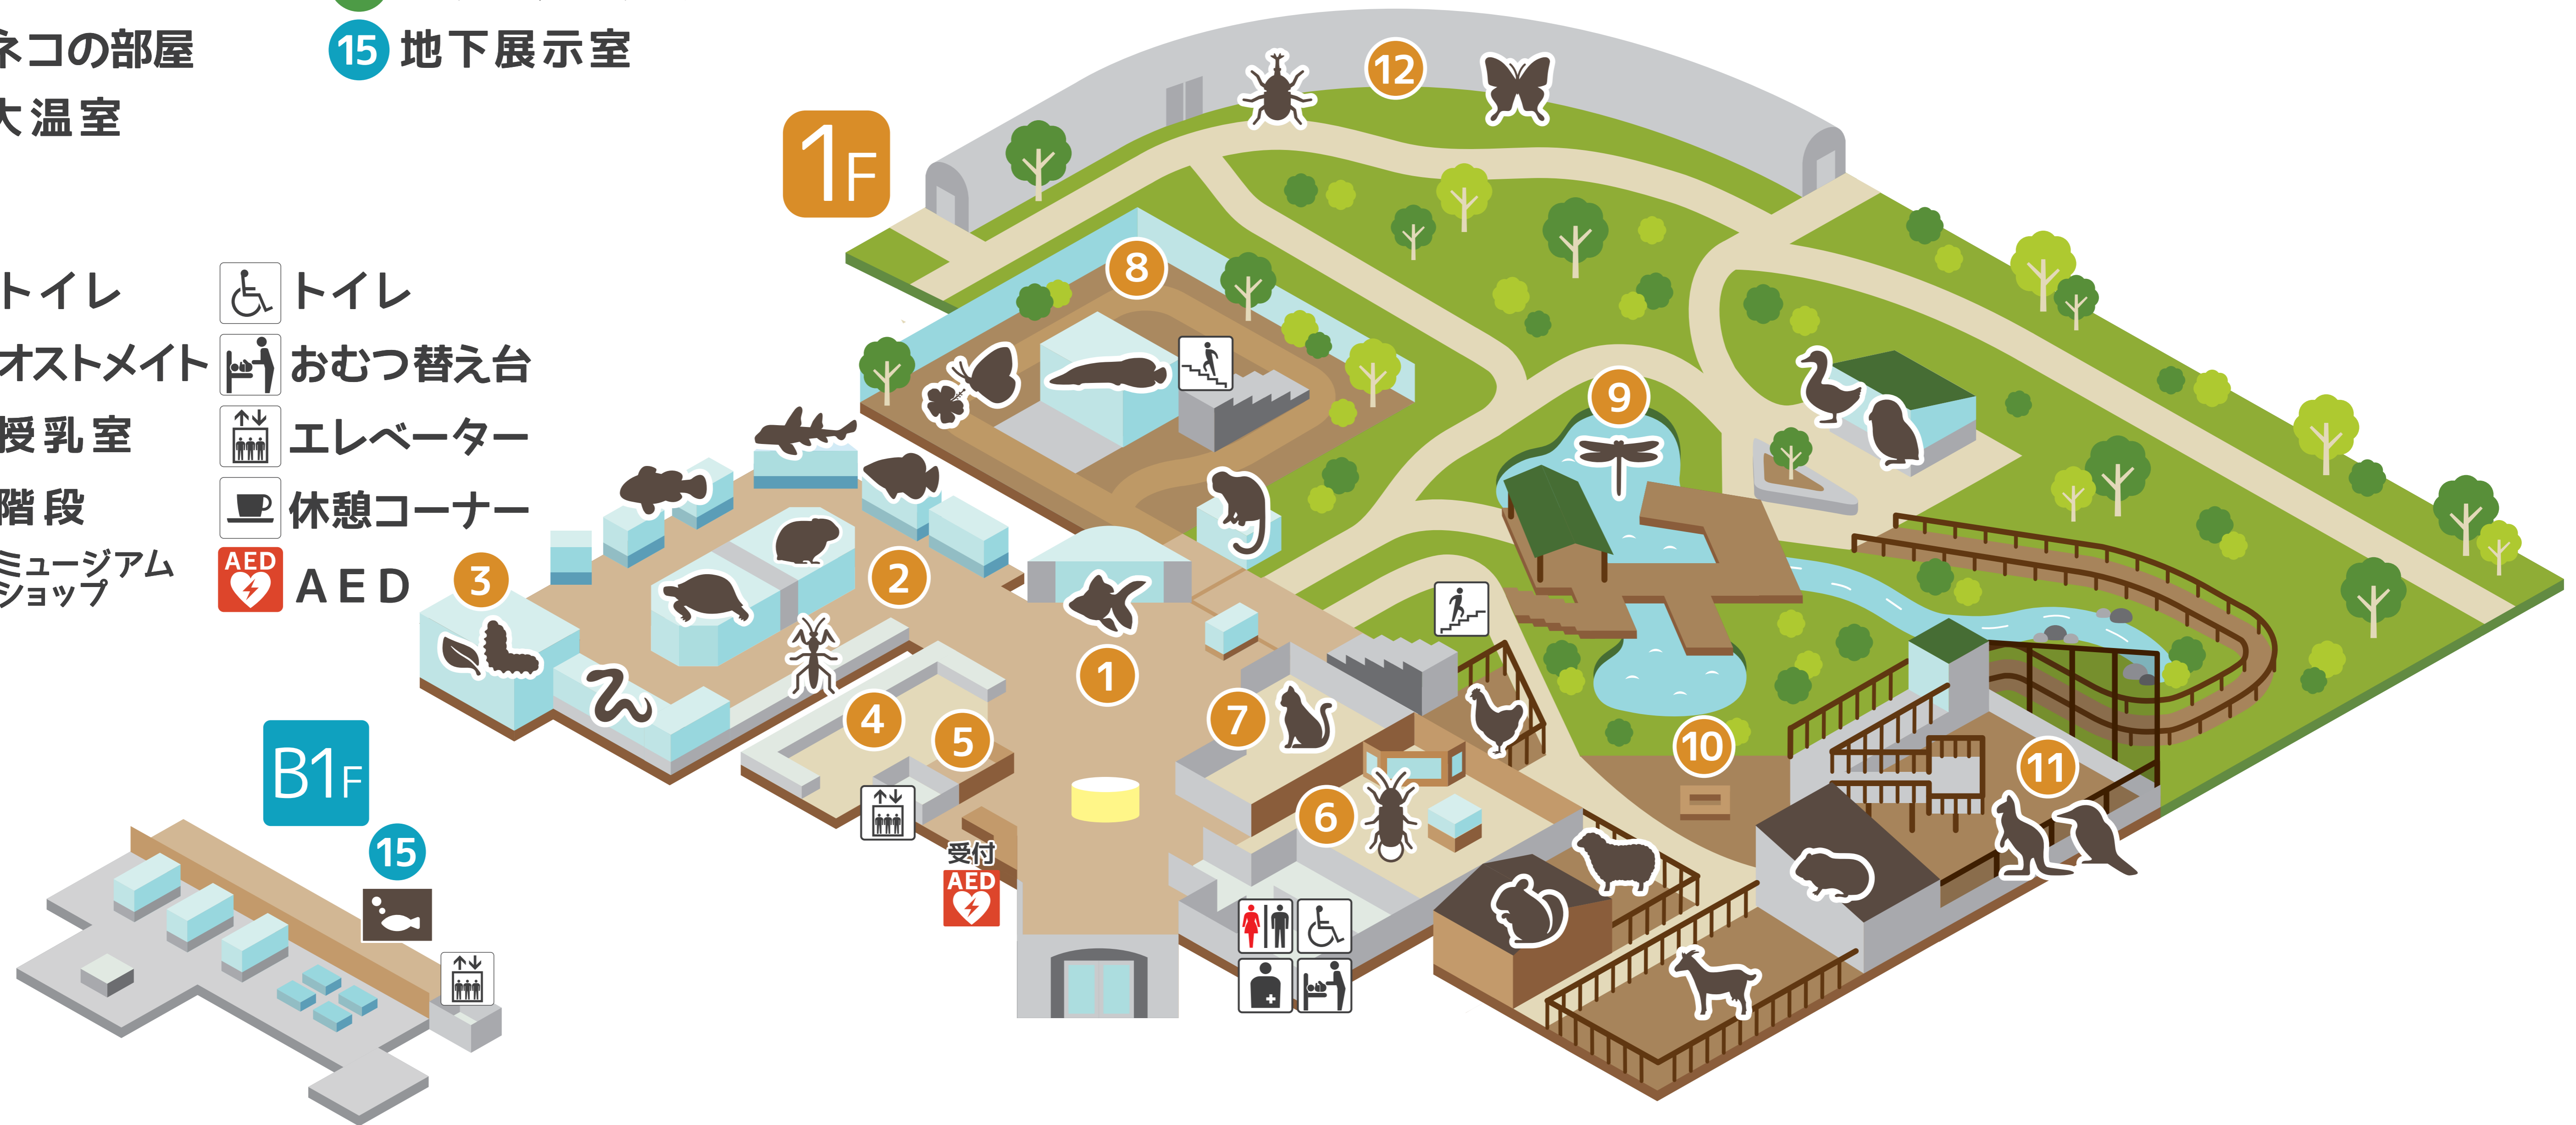 ネコの部屋
15 地下展示室
大温室
1F
トイレ
トイレ
オストメイト
おむつ替え台
授乳室
エレベーター
階段
休憩コーナー
ミュージアム
ショップ
AED
AED
12
8
9
3
2
1
4
5
7
6
10
11
受付
AED
B1F
15